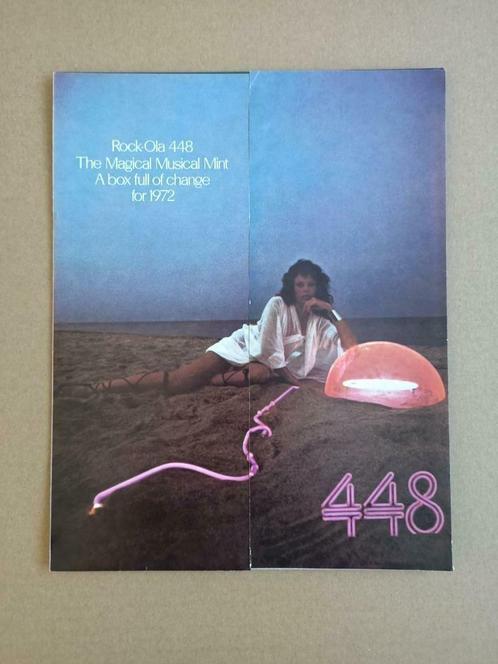 Rock·Ola 448
The Magical Musical Mint
A box full of change
for 1972
448